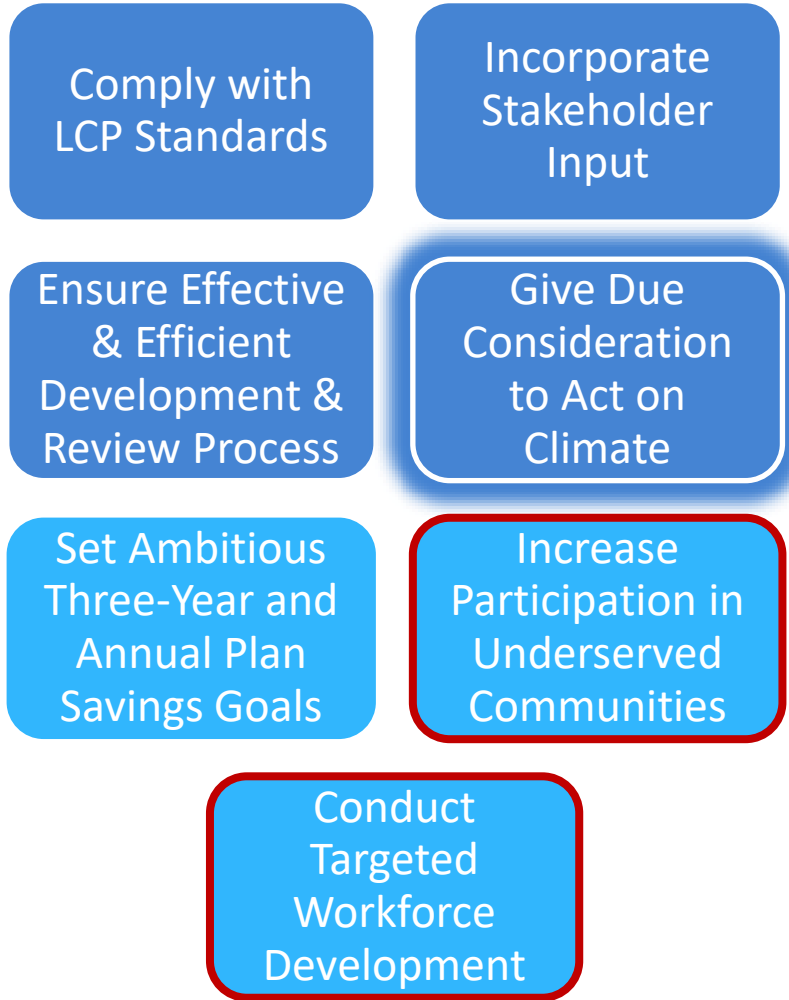 Comply with
LCP Standards
Incorporate
Stakeholder
Input
Ensure Effective
& Efficient
Development &
Review Process
Give Due
Consideration
to Act on
Climate
Set Ambitious
Three-Year and
Annual Plan
Savings Goals
Increase
Participation in
Underserved
Communities
Conduct
Targeted
Workforce
Development